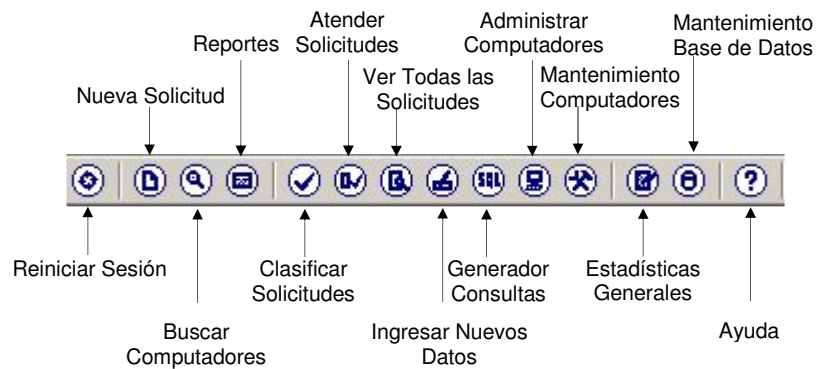 Atender
Solicitudes
Administrar
Computadores
Mantenimiento
Base de Datos
Reportes
Ver Todas las
Solicitudes
Mantenimiento
Computadores
Nueva Solicitud
SQL
?
Reiniciar Sesión
Clasificar
Solicitudes
Generador
Consultas
Estadísticas
Generales
Buscar
Computadores
Ingresar Nuevos
Datos
Ayuda